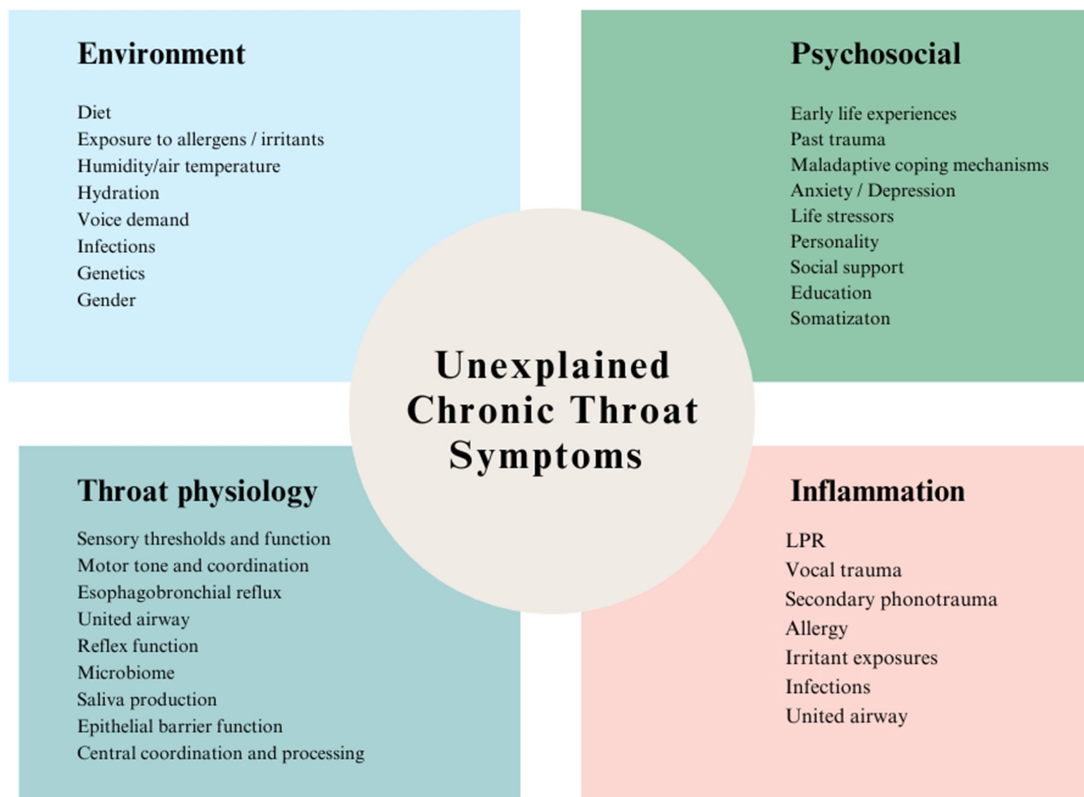 Environment
Diet
Exposure to allergens / irritants
Humidity/air temperature
Hydration
Voice demand
Infections
Genetics
Gender
Psychosocial
Early life experiences
Past trauma
Maladaptive coping mechanisms
Anxiety / Depression
Life stressors
Personality
Social support
Education
Somatizaton
Unexplained
Chronic Throat
Symptoms
Throat physiology
Sensory thresholds and function
Motor tone and coordination
Esophagobronchial reflux
United airway
Reflex function
Microbiome
Saliva production
Epithelial barrier function
Central coordination and processing
Inflammation
LPR
Vocal trauma
Secondary phonotrauma
Allergy
Irritant exposures
Infections
United airway